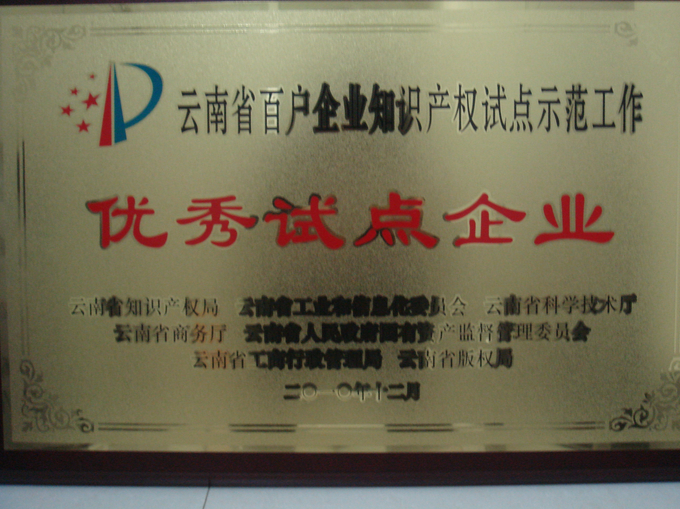 云南省百户企业知识产权试点示范工作
优秀试点企业
云南省知识产权局 云南省工业和信息化委员会 云南省科学技术厅
云南省商务厅 云南省人民政府国有资产监督管理委员会
云南省工商行政管理局 云南省版权局
二〇一〇年十二月